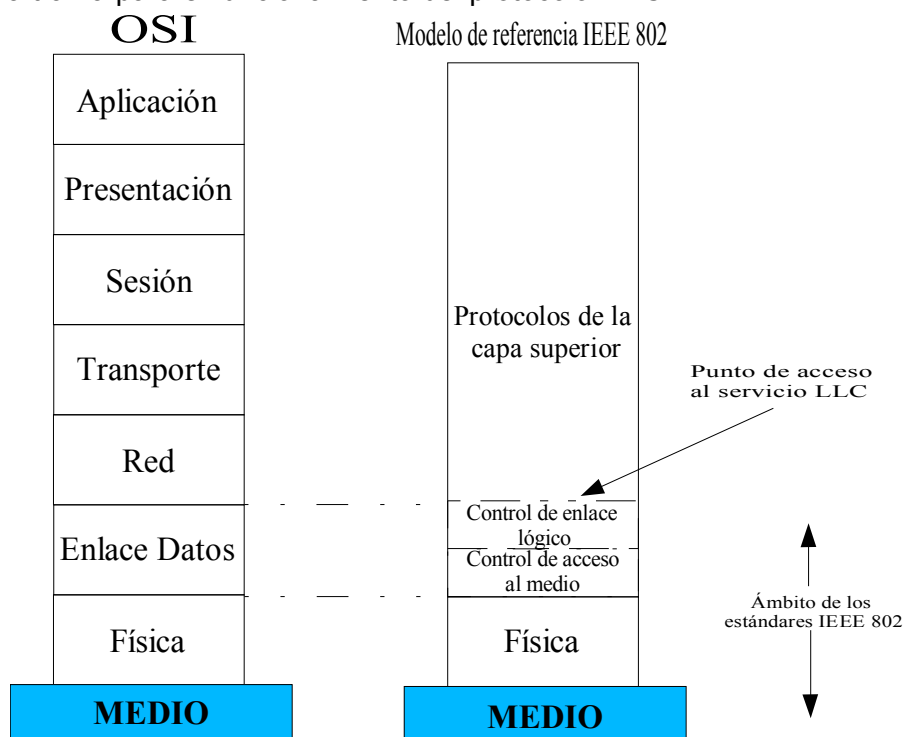 OSI
Modelo de referencia IEEE 802
Aplicación
Presentación
Sesión
Transporte
Red
Enlace Datos
Física
MEDIO
Protocolos de la
capa superior
Punto de acceso
al servicio LLC
Control de enlace
lógico
Control de acceso
al medio
Física
MEDIO
Ámbito de los
estándares IEEE 802